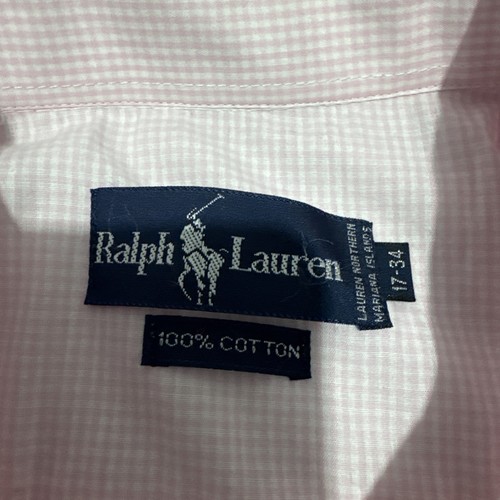 Ralph Lauren
LAUREN NORTHERN
MARIANA ISLANDS
17-34
100% COTTON